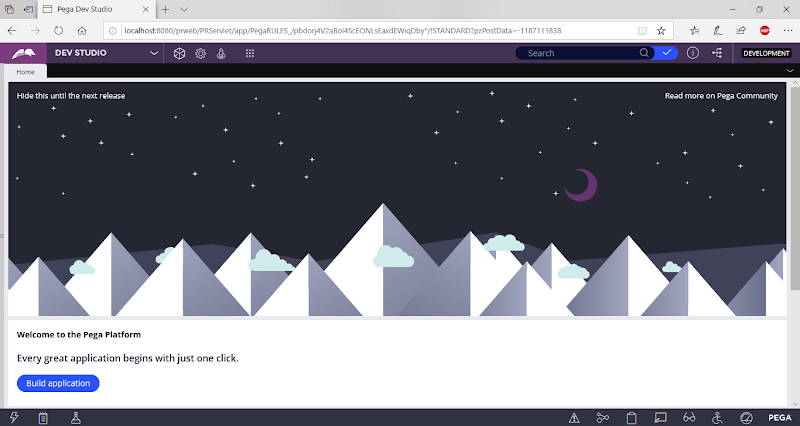 Pega Dev Studio
localhost:8080/prweb/PRServlet/app/PegaRULES_/pbdorj4V2aBoI4ScEONLsEaxdEWiqDby*/!STANDARD?pzPostData=-1187111838
ABP
DEV STUDIO
Search
DEVELOPMENT
Home
Hide this until the next release
Read more on Pega Community
Welcome to the Pega Platform
Every great application begins with just one click.
Build application
PEGA